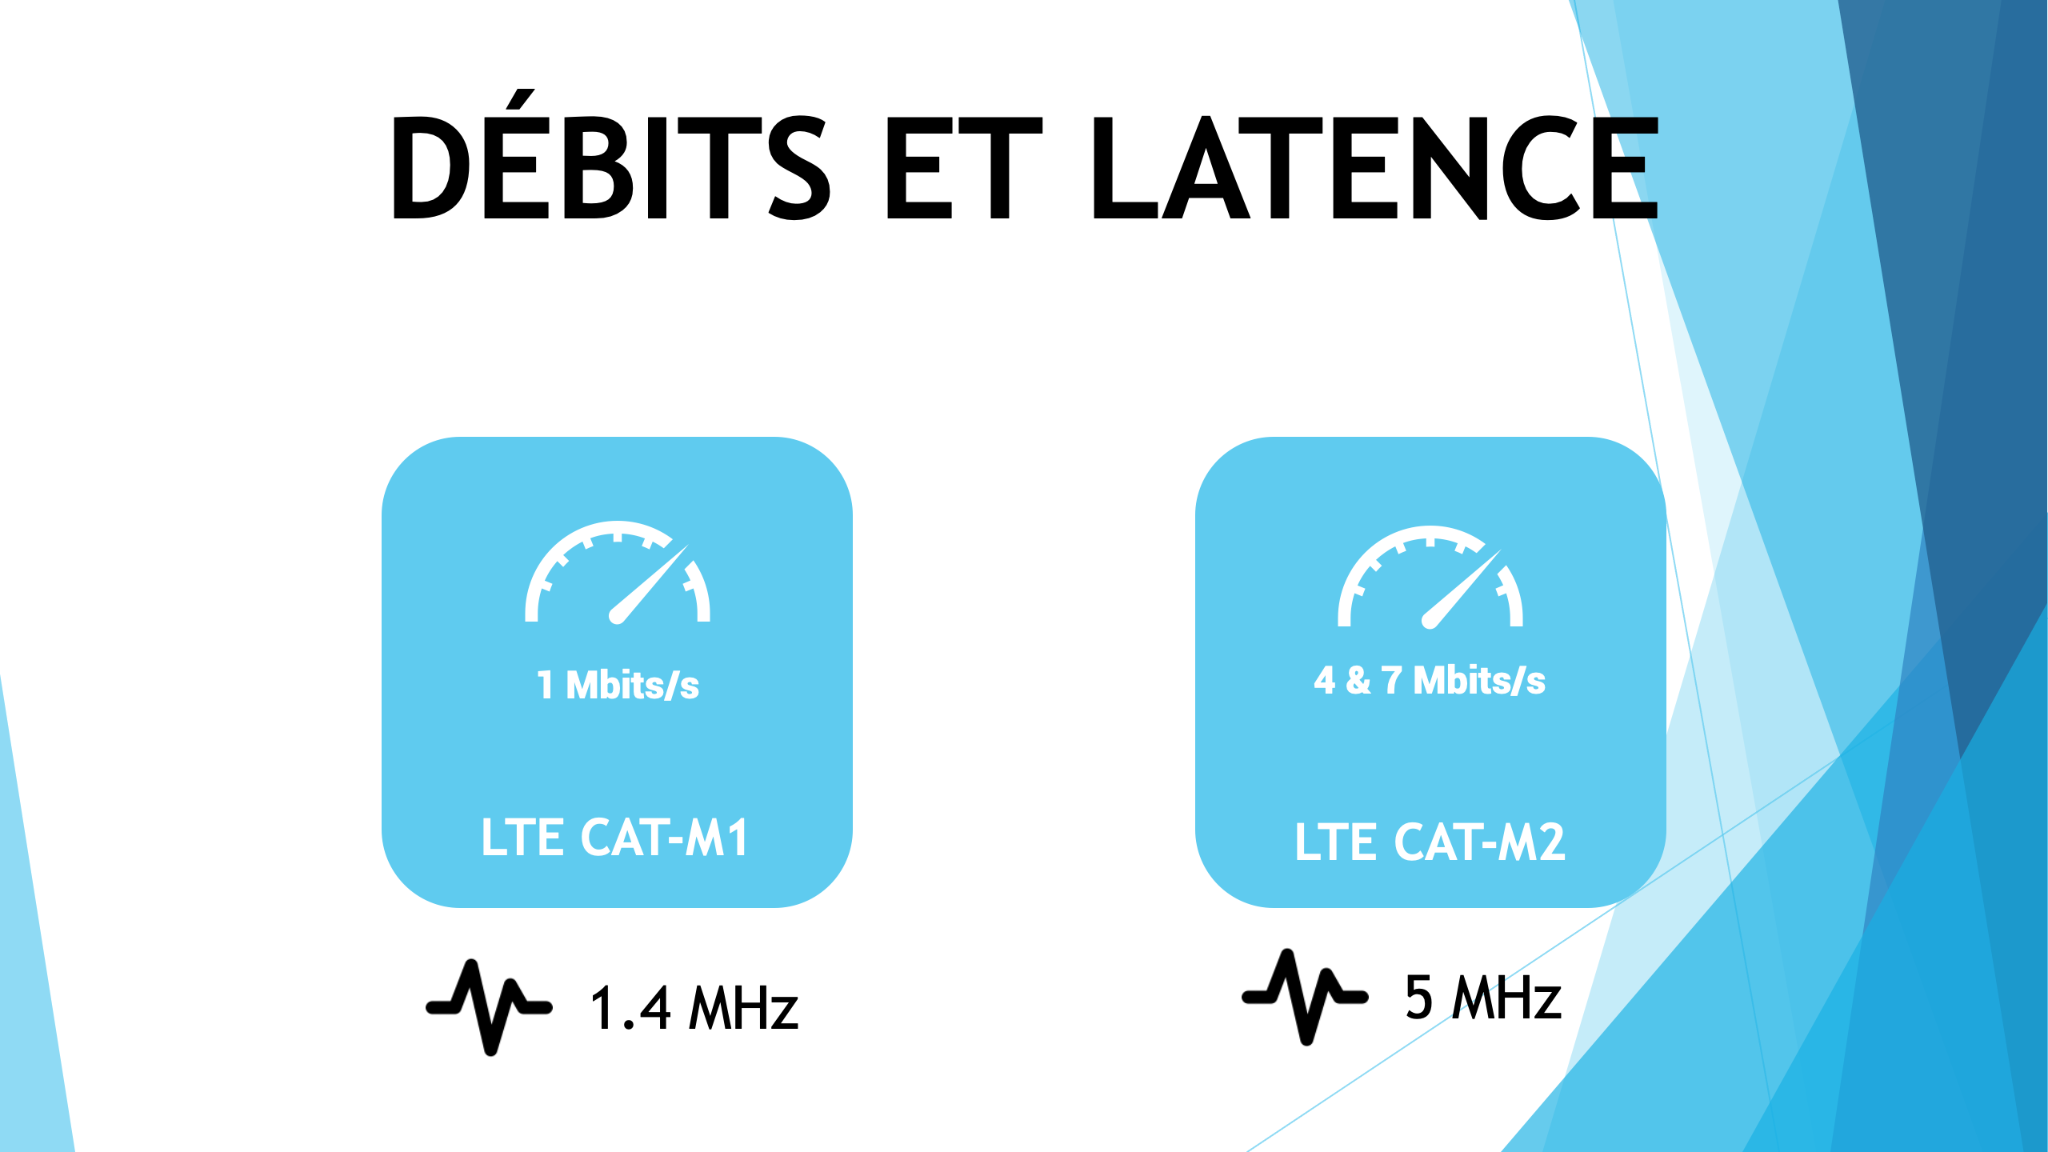 DÉBITS ET LATENCE
1 Mbits/s
LTE CAT-M1
1.4 MHz
4 & 7 Mbits/s
LTE CAT-M2
5 MHz